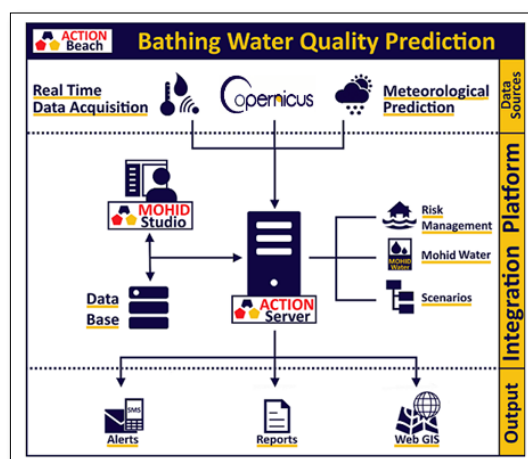 ACTION
Beach
Bathing Water Quality Prediction
Real Time
Data Acquisition
Copernicus
Meteorological
Prediction
Data
sources
MOHID
Studio
Data
Base
ACTION
Server
Risk
Management
MOHID
Water
Mohid Water
Scenarios
Integration Platform
SMS
Alerts
Reports
Web GIS
Output